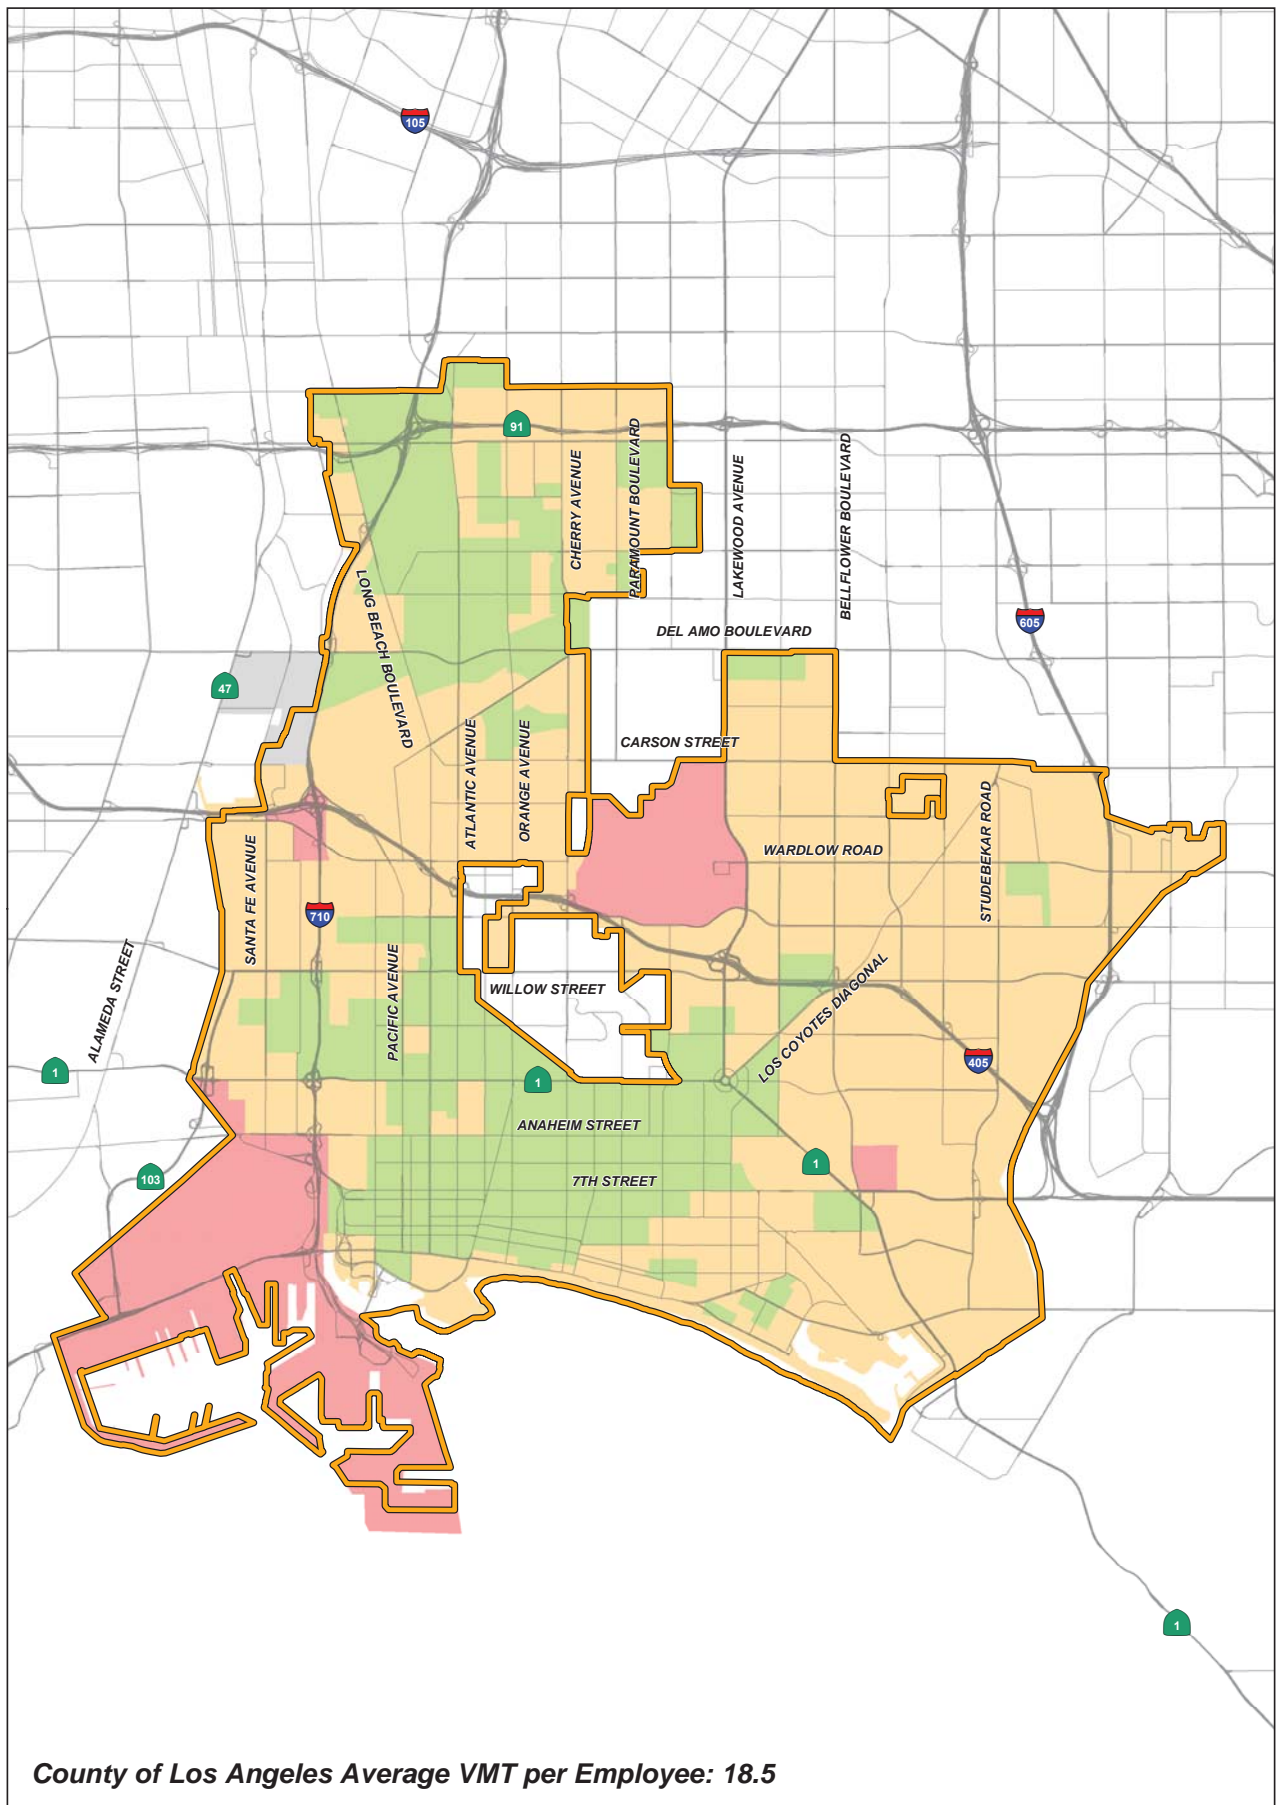 105
91
CHERRY AVENUE
PARAMOUNT BOULEVARD
LAKEWOOD AVENUE
BELLFLOWER BOULEVARD
LONG BEACH BOULEVARD
605
DEL AMO BOULEVARD
47
ATLANTIC AVENUE
ORANGE AVENUE
CARSON STREET
SANTA FE AVENUE
WARDLOW ROAD
STUDEBEKAR ROAD
710
ALAMEDA STREET
PACIFIC AVENUE
WILLOW STREET
LOS COYOTES DIAGONAL
1
1
405
ANAHEIM STREET
103
7TH STREET
1
1
County of Los Angeles Average VMT per Employee: 18.5